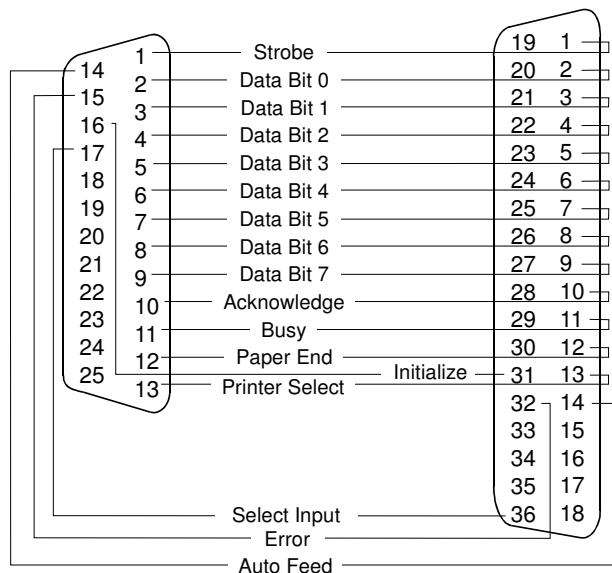 1 Strobe 19 1
14 2 Data Bit 0 20 2
15 3 Data Bit 1 21 3
16 4 Data Bit 2 22 4
17 5 Data Bit 3 23 5
18 6 Data Bit 4 24 6
19 7 Data Bit 5 25 7
20 8 Data Bit 6 26 8
21 9 Data Bit 7 27 9
22 10 Acknowledge 28 10
23 11 Busy 29 11
24 12 Paper End 30 12
25 Initialize 31 13
13 Printer Select
32 14
33 15
34 16
35 17
Select Input 36 18
Error
Auto Feed